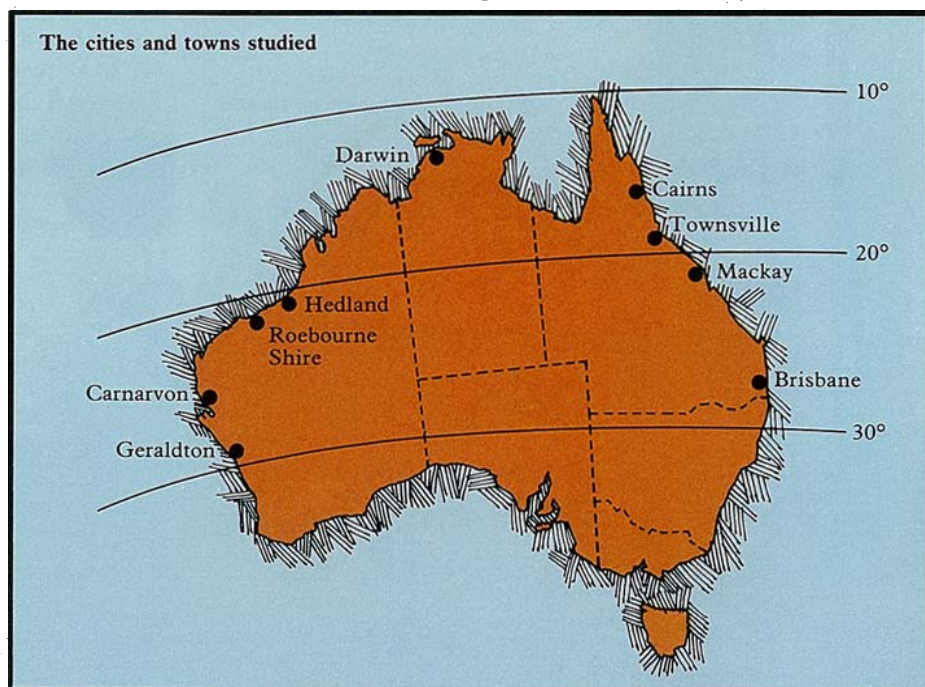 The cities and towns studied
10°
Darwin
Cairns
Townsville
20°
Mackay
Hedland
Roebourne
Shire
Carnarvon
Brisbane
30°
Geraldton